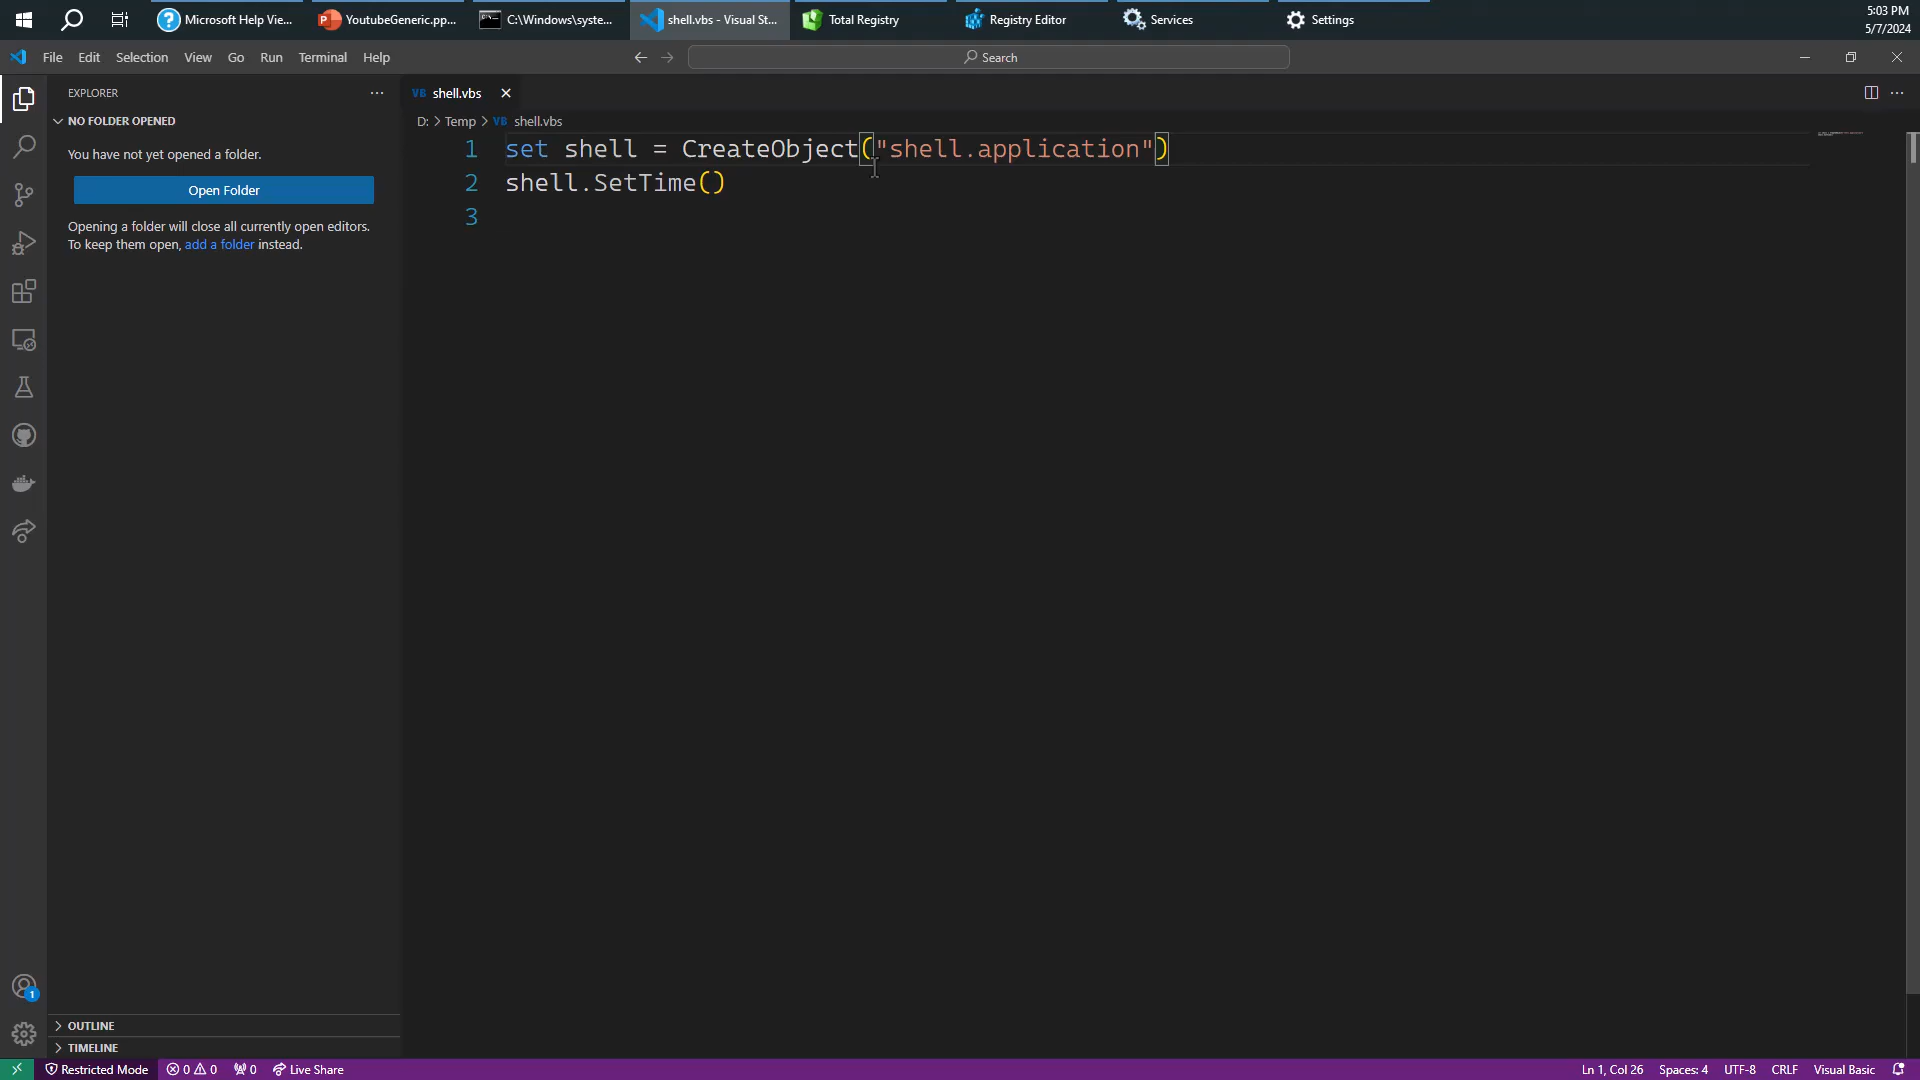 Microsoft Help Vie...
YoutubeGeneric.pp...
C:\Windows\syste...
shell.vbs - Visual St...
Total Registry
Registry Editor
Services
Settings
5:03 PM
5/7/2024
File Edit Selection View Go Run Terminal Help
Search
EXPLORER
NO FOLDER OPENED
You have not yet opened a folder.
Open Folder
Opening a folder will close all currently open editors.
To keep them open, add a folder instead.
VB shell.vbs
D: > Temp > VB shell.vbs
1 set shell = CreateObject("shell.application")
2 shell.SetTime()
3
1
OUTLINE
TIMELINE
Restricted Mode 0 0 0 Live Share
Ln 1, Col 26 Spaces: 4 UTF-8 CRLF Visual Basic